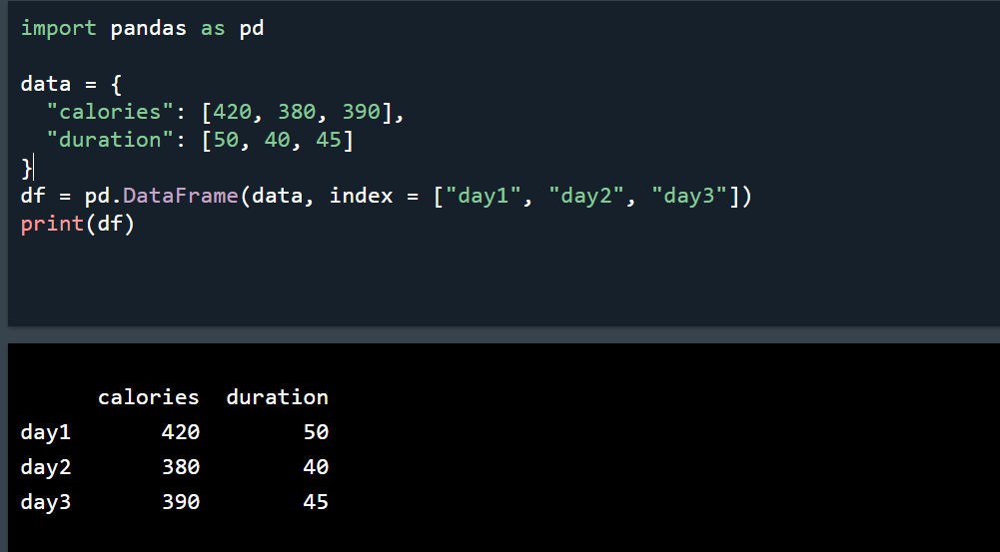 import pandas as pd
data = {
  "calories": [420, 380, 390],
  "duration": [50, 40, 45]
}
df = pd.DataFrame(data, index = ["day1", "day2", "day3"])
print(df)
      calories  duration
day1       420        50
day2       380        40
day3       390        45